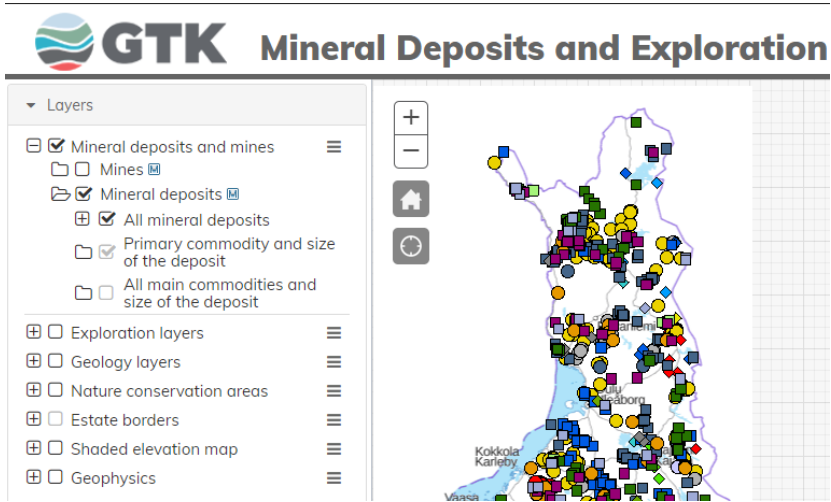 GTK Mineral Deposits and Exploration
Layers
Mineral deposits and mines
Mines M
Mineral deposits M
All mineral deposits
Primary commodity and size
of the deposit
All main commodities and
size of the deposit
Exploration layers
Geology layers
Nature conservation areas
Estate borders
Shaded elevation map
Geophysics
Kokkola
Karleby
Vaasa